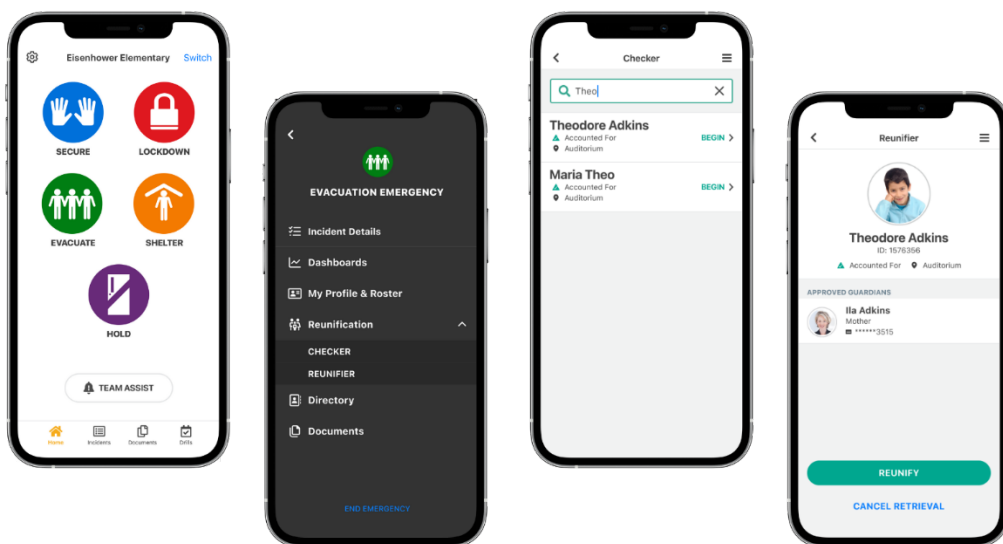 Eisenhower Elementary Switch
SECURE
LOCKDOWN
EVACUATE
SHELTER
HOLD
TEAM ASSIST
Home
Incidents
Documents
Drills
EVACUATION EMERGENCY
Incident Details
Dashboards
My Profile & Roster
Reunification
CHECKER
REUNIFIER
Directory
Documents
END EMERGENCY
Checker
Theo
Theodore Adkins
Accounted For
Auditorium
BEGIN
Maria Theo
Accounted For
Auditorium
BEGIN
Reunifier
Theodore Adkins
ID: 1576356
Accounted For Auditorium
APPROVED GUARDIANS
Ila Adkins
Mother
******3515
REUNIFY
CANCEL RETRIEVAL